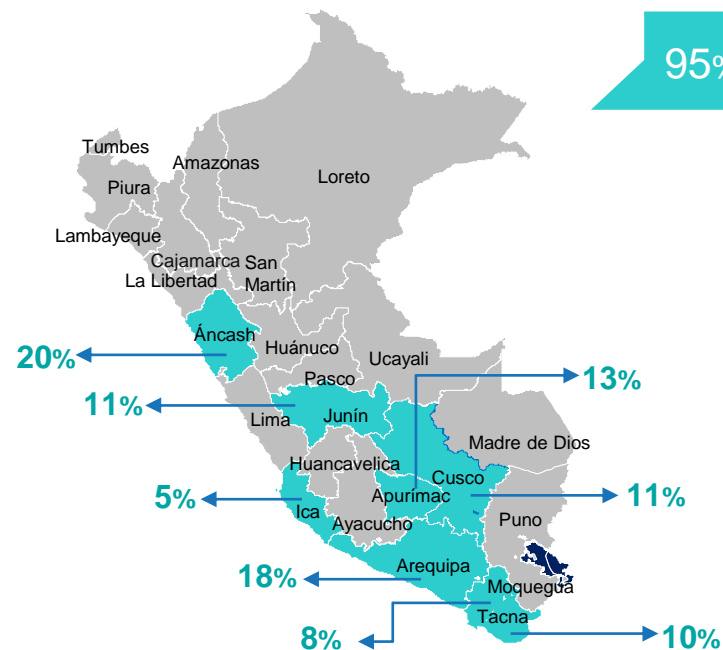 95%
Tumbes
Amazonas
Piura
Loreto
Lambayeque
Cajamarca
San
Martín
La Libertad
Áncash
20%
Huánuco
Ucayali
Pasco
13%
11%
Lima
Junín
Madre de Dios
Huancavelica
Cusco
5%
Apurímac
11%
Ica
Puno
Ayacucho
Arequipa
18%
Moquegua
Tacna
8%
10%